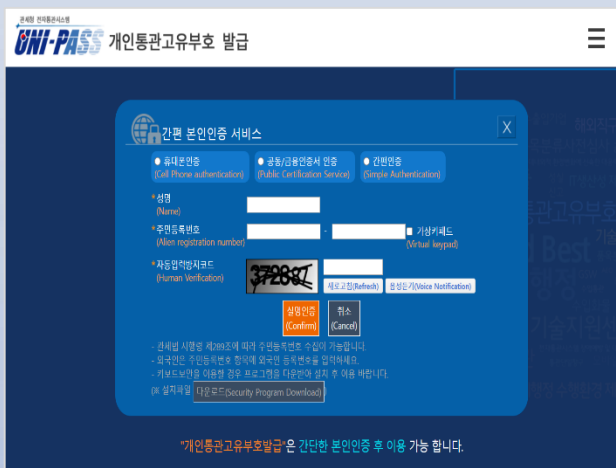 관세청 전자통관시스템
UNI-PASS 개인통관고유부호 발급
간편 본인인증 서비스
X
휴대폰인증 공동/금융인증서 인증 간편인증
(Cell Phone authentication) (Public Certification Service) (Simple Authentication)
*성명
(Name)
*주민등록번호 - 가상키패드
(Alien registration number) (Virtual keypad)
*자동입력방지코드
(Human Verification)
새로고침(Refresh) 음성듣기(Voice Notification)
실명인증 취소
(Confirm) (Cancel)
- 관세법 시행령 제289조에 따라 주민등록번호 수집이 가능합니다.
- 외국인은 주민등록번호 항목에 외국인 등록번호를 입력하세요.
- 키보드보안을 이용할 경우 프로그램을 다운받아 설치 후 이용 바랍니다.
(※ 설치파일 다운로드(Security Program Download) )
"개인통관고유부호발급"은 간단한 본인인증 후 이용 가능 합니다.